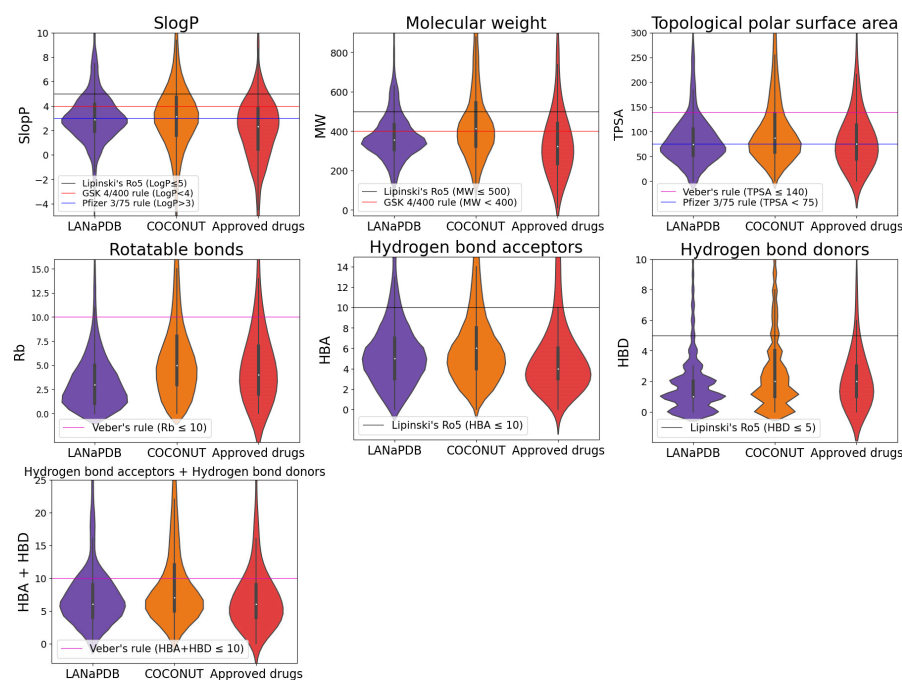 SlogP
10
8
6
4
2
0
−2
−4
SlopP
Lipinski's Ro5 (LogP≤5)
GSK 4/400 rule (LogP<4)
Pfizer 3/75 rule (LogP>3)
LANaPDB COCONUT Approved drugs
Molecular weight
800
600
400
200
0
MW
Lipinski's Ro5 (MW ≤ 500)
GSK 4/400 rule (MW < 400)
LANaPDB COCONUT Approved drugs
Topological polar surface area
300
250
200
150
100
50
0
TPSA
Veber's rule (TPSA ≤ 140)
Pfizer 3/75 rule (TPSA < 75)
LANaPDB COCONUT Approved drugs
Rotatable bonds
15.0
12.5
10.0
7.5
5.0
2.5
0.0
Rb
Veber's rule (Rb ≤ 10)
LANaPDB COCONUT Approved drugs
Hydrogen bond acceptors
14
12
10
8
6
4
2
0
HBA
Lipinski's Ro5 (HBA ≤ 10)
LANaPDB COCONUT Approved drugs
Hydrogen bond donors
10
8
6
4
2
0
HBD
Lipinski's Ro5 (HBD ≤ 5)
LANaPDB COCONUT Approved drugs
Hydrogen bond acceptors + Hydrogen bond donors
25
20
15
10
5
0
HBA + HBD
Veber's rule (HBA+HBD ≤ 10)
LANaPDB COCONUT Approved drugs